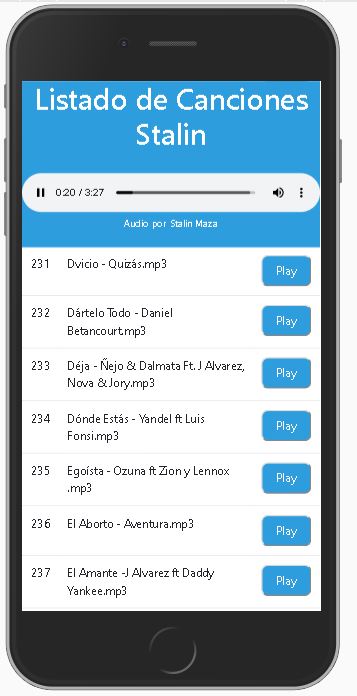 Listado de Canciones
Stalin
0:20 / 3:27
Audio por Stalin Maza
231 Dvicio - Quizás.mp3 Play
232 Dártelo Todo - Daniel
Betancourt.mp3 Play
233 Déja - Ñejo & Dalmata Ft. J Alvarez,
Nova & Jory.mp3 Play
234 Dónde Estás - Yandel ft Luis
Fonsi.mp3 Play
235 Egoísta - Ozuna ft Zion y Lennox
.mp3 Play
236 El Aborto - Aventura.mp3 Play
237 El Amante -J Alvarez ft Daddy
Yankee.mp3 Play